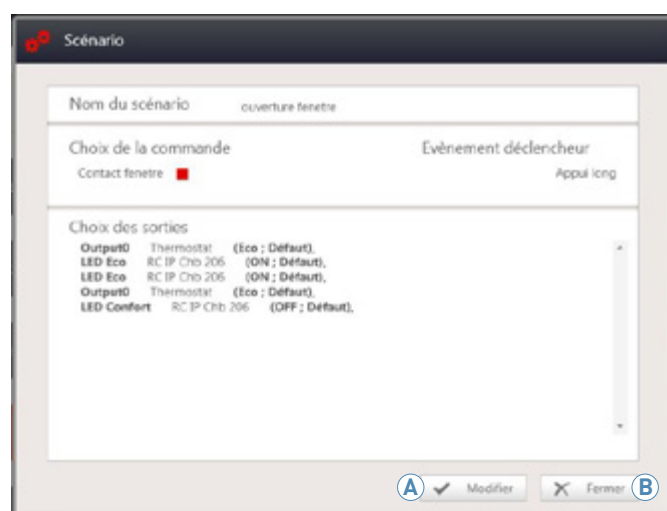 Scénario
Nom du scénario ouverture fenetre
Choix de la commande Evènement déclencheur
Contact fenetre Appui long
Choix des sorties
Output0 Thermostat (Eco ; Défaut),
LED Eco RC IP Chb 206 (ON ; Défaut),
LED Eco RC IP Chb 206 (ON ; Défaut),
Output0 Thermostat (Eco ; Défaut),
LED Confort RC IP Chb 206 (OFF ; Défaut),
A Modifier Fermer B